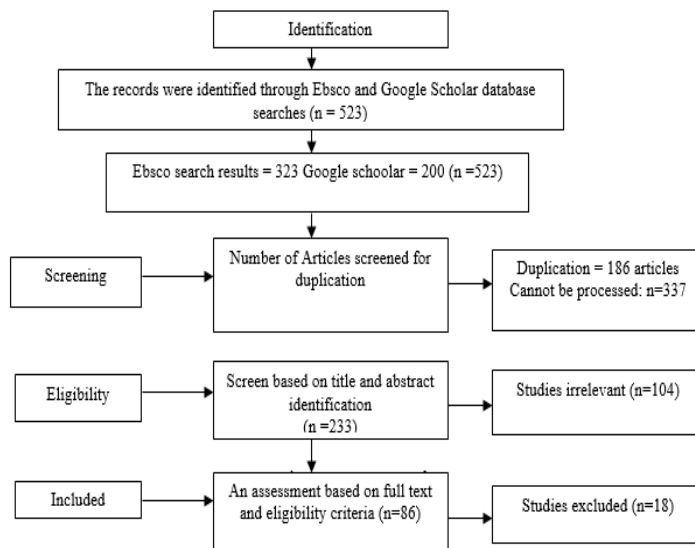 Identification
The records were identified through Ebsco and Google Scholar database
searches (n = 523)
Ebsco search results = 323 Google schoolar = 200 (n =523)
Screening
Number of Articles screened for
duplication
Duplication = 186 articles
Cannot be processed: n=337
Eligibility
Screen based on title and abstract
identification
(n =233)
Studies irrelevant (n=104)
Included
An assessment based on full text
and eligibility criteria (n=86)
Studies excluded (n=18)